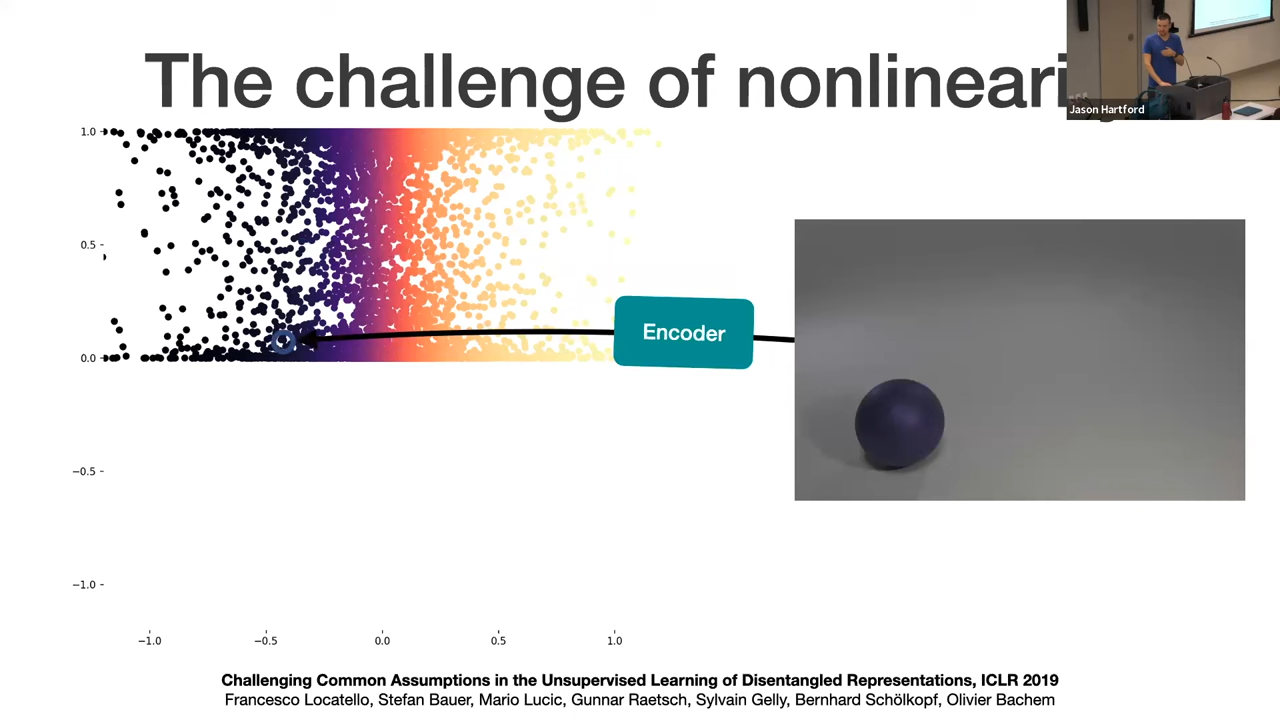 The challenge of nonlineari
Jason Hartford
1.0
0.5
0.0
−0.5
−1.0
Encoder
−1.0 −0.5 0.0 0.5 1.0
Challenging Common Assumptions in the Unsupervised Learning of Disentangled Representations, ICLR 2019
Francesco Locatello, Stefan Bauer, Mario Lucic, Gunnar Raetsch, Sylvain Gelly, Bernhard Schölkopf, Olivier Bachem